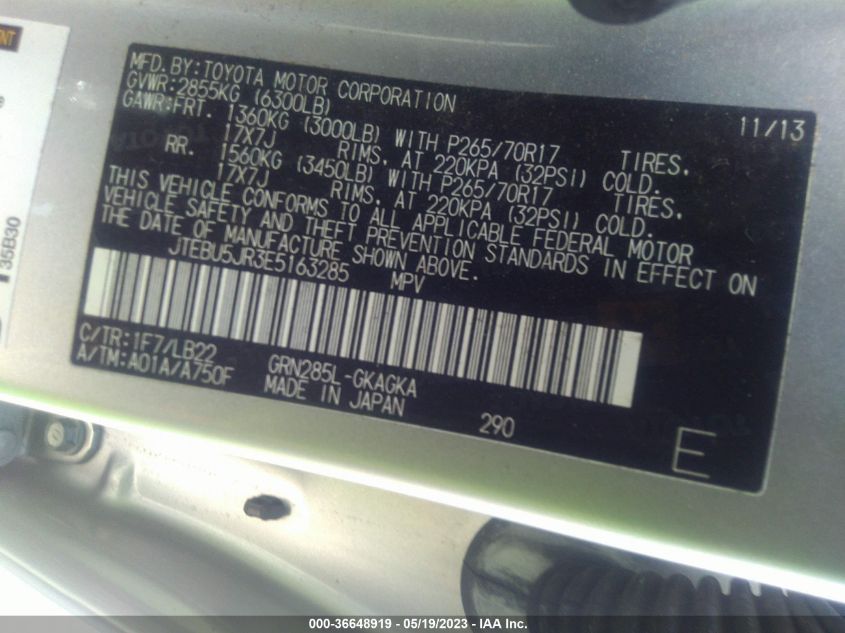 MFD. BY: TOYOTA MOTOR CORPORATION 11/13
GVWR: 2855KG (6300LB)
GAWR: FRT. 1360KG (3000LB) WITH P265/70R17 TIRES,
17X7J RIMS, AT 220KPA (32PSI) COLD.
RR. 1560KG (3450LB) WITH P265/70R17 TIRES,
17X7J RIMS, AT 220KPA (32PSI) COLD.
THIS VEHICLE CONFORMS TO ALL APPLICABLE FEDERAL MOTOR
VEHICLE SAFETY AND THEFT PREVENTION STANDARDS IN EFFECT ON
THE DATE OF MANUFACTURE SHOWN ABOVE.
JTEBU5JR3E5163285 MPV
C/TR: 1F7/LB22 GRN285L-GKAGKA
A/TM: A01A/A750F MADE IN JAPAN
290
E
35B30
000-36648919 - 05/19/2023 - IAA Inc.